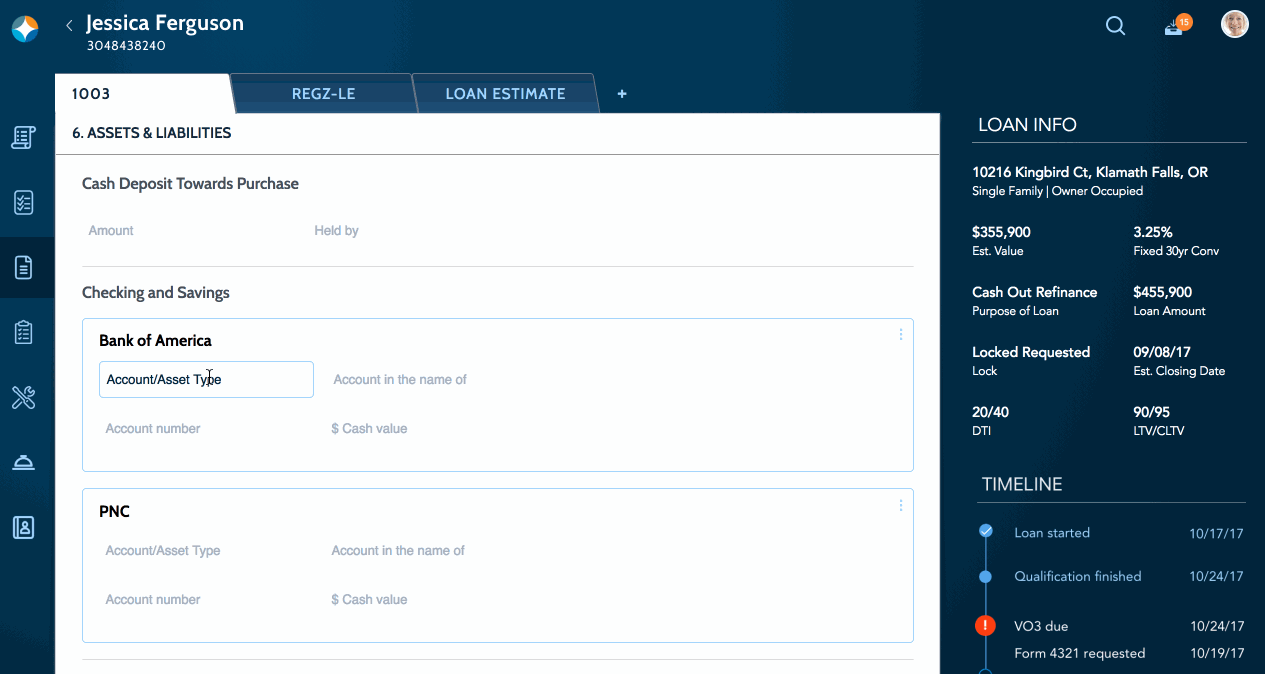 Jessica Ferguson
3048438240
15
1003
REGZ-LE
LOAN ESTIMATE
+
6. ASSETS & LIABILITIES
Cash Deposit Towards Purchase
Amount
Held by
Checking and Savings
Bank of America
Account/Asset Type
Account in the name of
Account number
$ Cash value
PNC
Account/Asset Type
Account in the name of
Account number
$ Cash value
LOAN INFO
10216 Kingbird Ct, Klamath Falls, OR
Single Family | Owner Occupied
$355,900
3.25%
Est. Value
Fixed 30yr Conv
Cash Out Refinance
$455,900
Purpose of Loan
Loan Amount
Locked Requested
09/08/17
Lock
Est. Closing Date
20/40
90/95
DTI
LTV/CLTV
TIMELINE
Loan started 10/17/17
Qualification finished 10/24/17
! VO3 due 10/24/17
Form 4321 requested 10/19/17